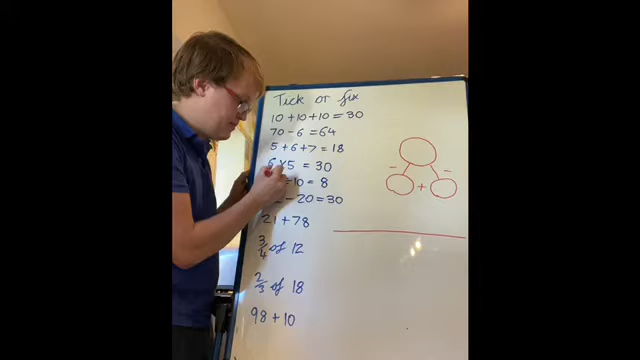 Tick or fix
10 + 10 + 10 = 30
70 - 6 = 64
5 + 6 + 7 = 18
6 × 5 = 30
10 = 8
- 20 = 30
21 + 78
3/4 of 12
2/3 of 18
98 + 10
- -
+